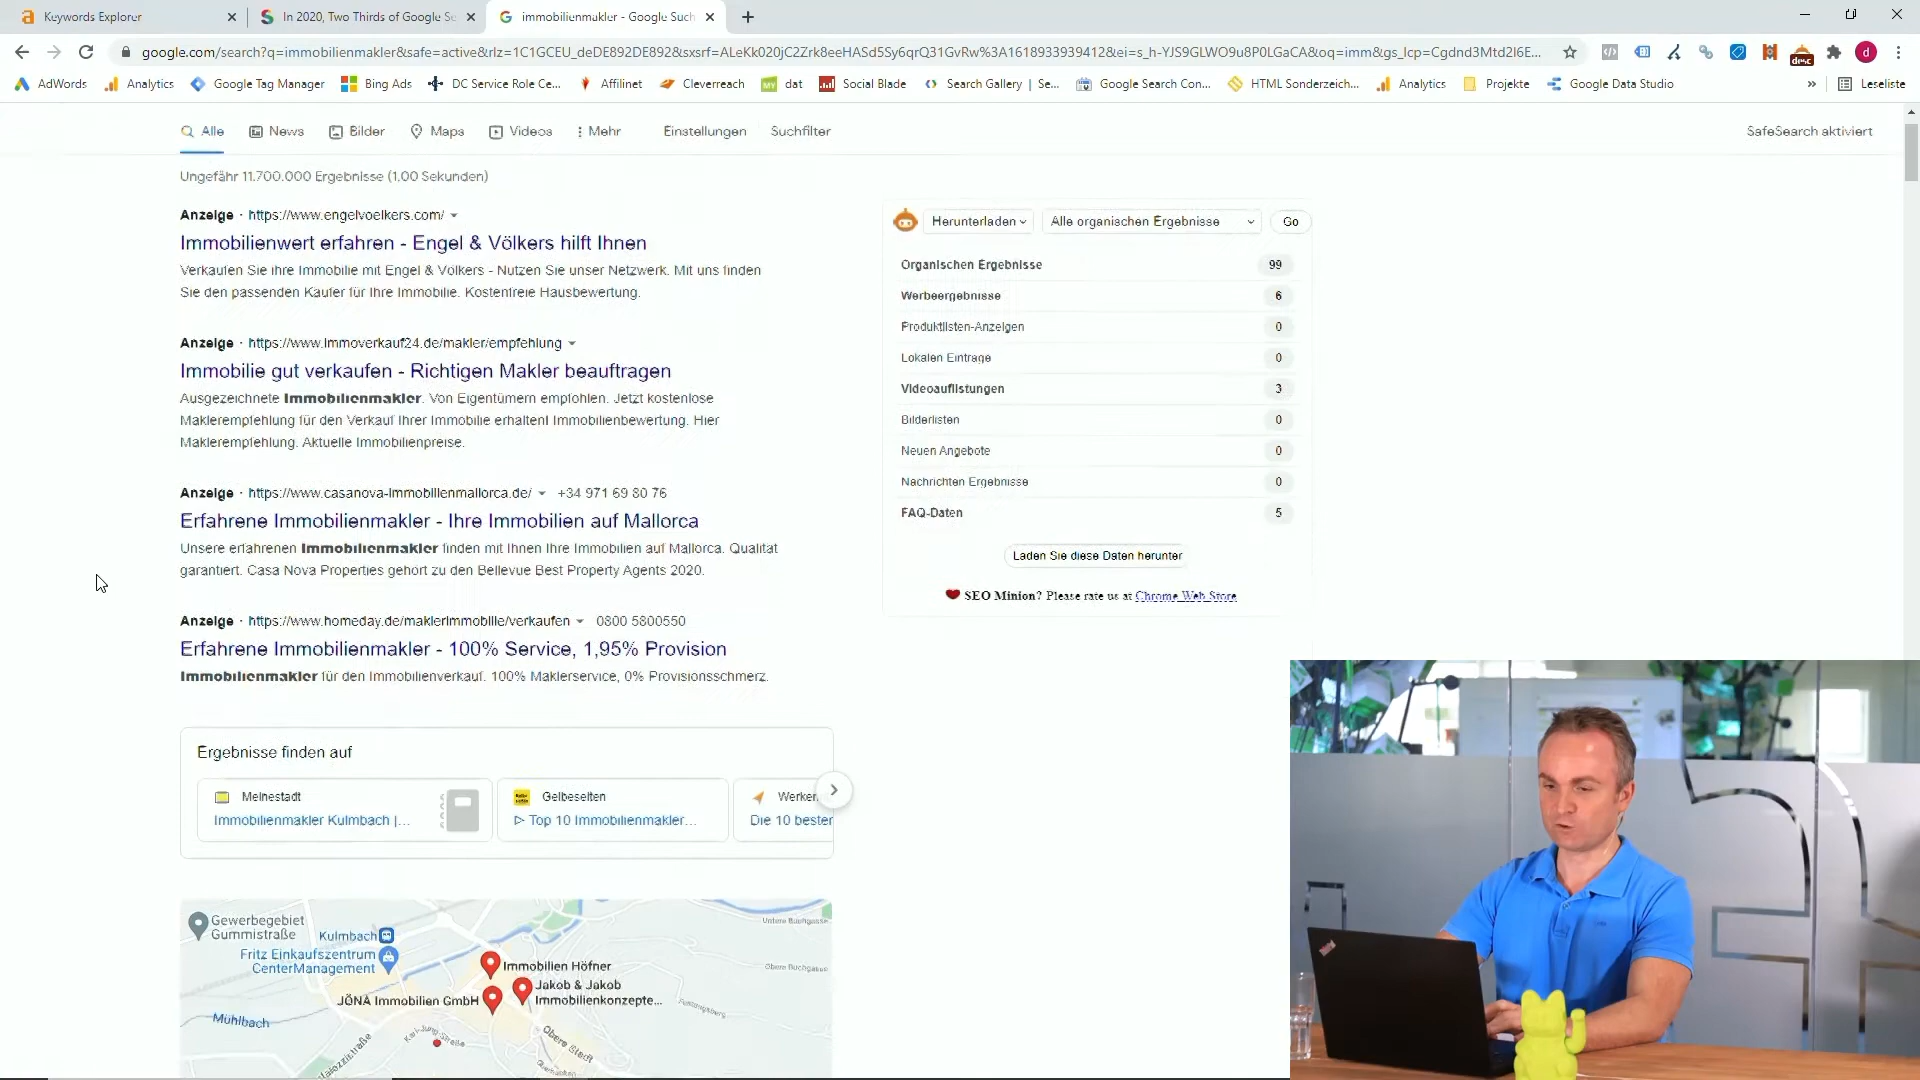 Keywords Explorer
In 2020, Two Thirds of Google Se
immobilienmakler - Google Such
google.com/search?q=immobilienmakler&safe=active&rlz=1C1GCEU_deDE892DE892&sxsrf=ALeKk020jC2Zrk8eeHASd5Sy6qrQ31GvRw%3A1618933939412&ei=s_h-YJS9GLWO9u8P0LGaCA&oq=imm&gs_lcp=Cgdnd3Mtd2l6E...
AdWords
Analytics
Google Tag Manager
Bing Ads
DC Service Role Ce...
Affilinet
Cleverreach
dat
Social Blade
Search Gallery | Se...
Google Search Con...
HTML Sonderzeich...
Analytics
Projekte
Google Data Studio
»
Leseliste
Alle
News
Bilder
Maps
Videos
Mehr
Einstellungen
Suchfilter
SafeSearch aktiviert
Ungefähr 11.700.000 Ergebnisse (1,00 Sekunden)
Anzeige · https://www.engelvoelkers.com/
Immobilienwert erfahren - Engel & Völkers hilft Ihnen
Verkaufen Sie ihre Immobilie mit Engel & Völkers - Nutzen Sie unser Netzwerk. Mit uns finden
Sie den passenden Käufer für Ihre Immobilie. Kostenfreie Hausbewertung.
Anzeige · https://www.immoverkauf24.de/makler/empfehlung
Immobilie gut verkaufen - Richtigen Makler beauftragen
Ausgezeichnete Immobilienmakler. Von Eigentümern empfohlen. Jetzt kostenlose
Maklerempfehlung für den Verkauf Ihrer Immobilie erhalten! Immobilienbewertung. Hier
Maklerempfehlung. Aktuelle Immobilienpreise.
Anzeige · https://www.casanova-immobilienmallorca.de/ +34 971 69 80 76
Erfahrene Immobilienmakler - Ihre Immobilien auf Mallorca
Unsere erfahrenen Immobilienmakler finden mit Ihnen Ihre Immobilien auf Mallorca. Qualität
garantiert. Casa Nova Properties gehört zu den Bellevue Best Property Agents 2020.
Anzeige · https://www.homeday.de/maklerimmobilie/verkaufen 0800 5800550
Erfahrene Immobilienmakler - 100% Service, 1,95% Provision
Immobilienmakler für den Immobilienverkauf. 100% Maklerservice, 0% Provisionsschmerz.
Herunterladen
Alle organischen Ergebnisse
Go
Organischen Ergebnisse 99
Werbeergebnisse 6
Produktlisten-Anzeigen 0
Lokalen Einträge 0
Videoauflistungen 3
Bilderlisten 0
Neuen Angebote 0
Nachrichten Ergebnisse 0
FAQ-Daten 5
Laden Sie diese Daten herunter
SEO Minion? Please rate us at Chrome Web Store
Ergebnisse finden auf
Meinestadt
Immobilienmakler Kulmbach |...
Gelbeseiten
▷ Top 10 Immobilienmakler...
Werken
Die 10 bester
Gewerbegebiet
Gummistraße
Kulmbach
Fritz Einkaufszentrum
CenterManagement
Immobilien Höfner
Jakob & Jakob
Immobilienkonzepte...
JÖNA Immobilien GmbH
Mühlbach
Karl-Jung-Straße
Obere Stadt
Untere Buchgasse
Obere Buchgasse